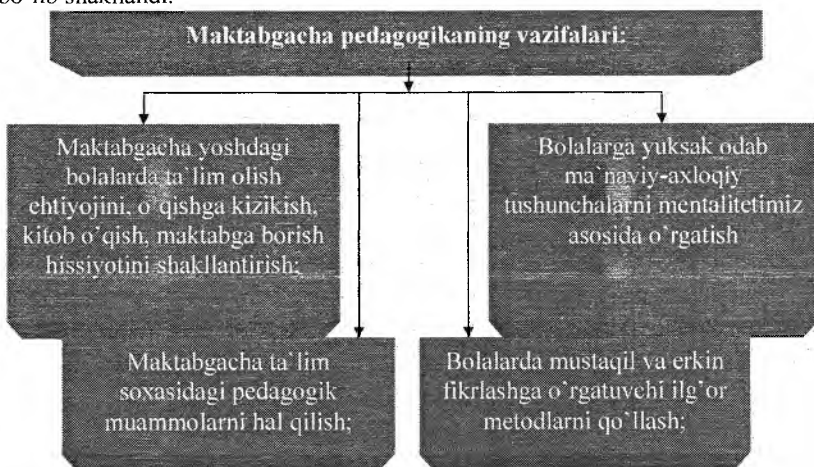 shakllandi.
Maktabgacha pedagogikaning vazifalari:
Maktabgacha yoshdagi
bolalarda ta`lim olish
ehtiyojini, o`qishga kizikish,
kitob o`qish, maktabga borish
hissiyotini shakllantirish;
Bolalarga yuksak odab
ma`naviy-axloqiy
tushunchalarni mentalitetimiz
asosida o`rgatish
Maktabgacha ta`lim
soxasidagi pedagogik
muammolarni hal qilish;
Bolalarda mustaqil va erkin
fikrlashga o`rgatuvchi ilg`or
metodlarni qo`llash;